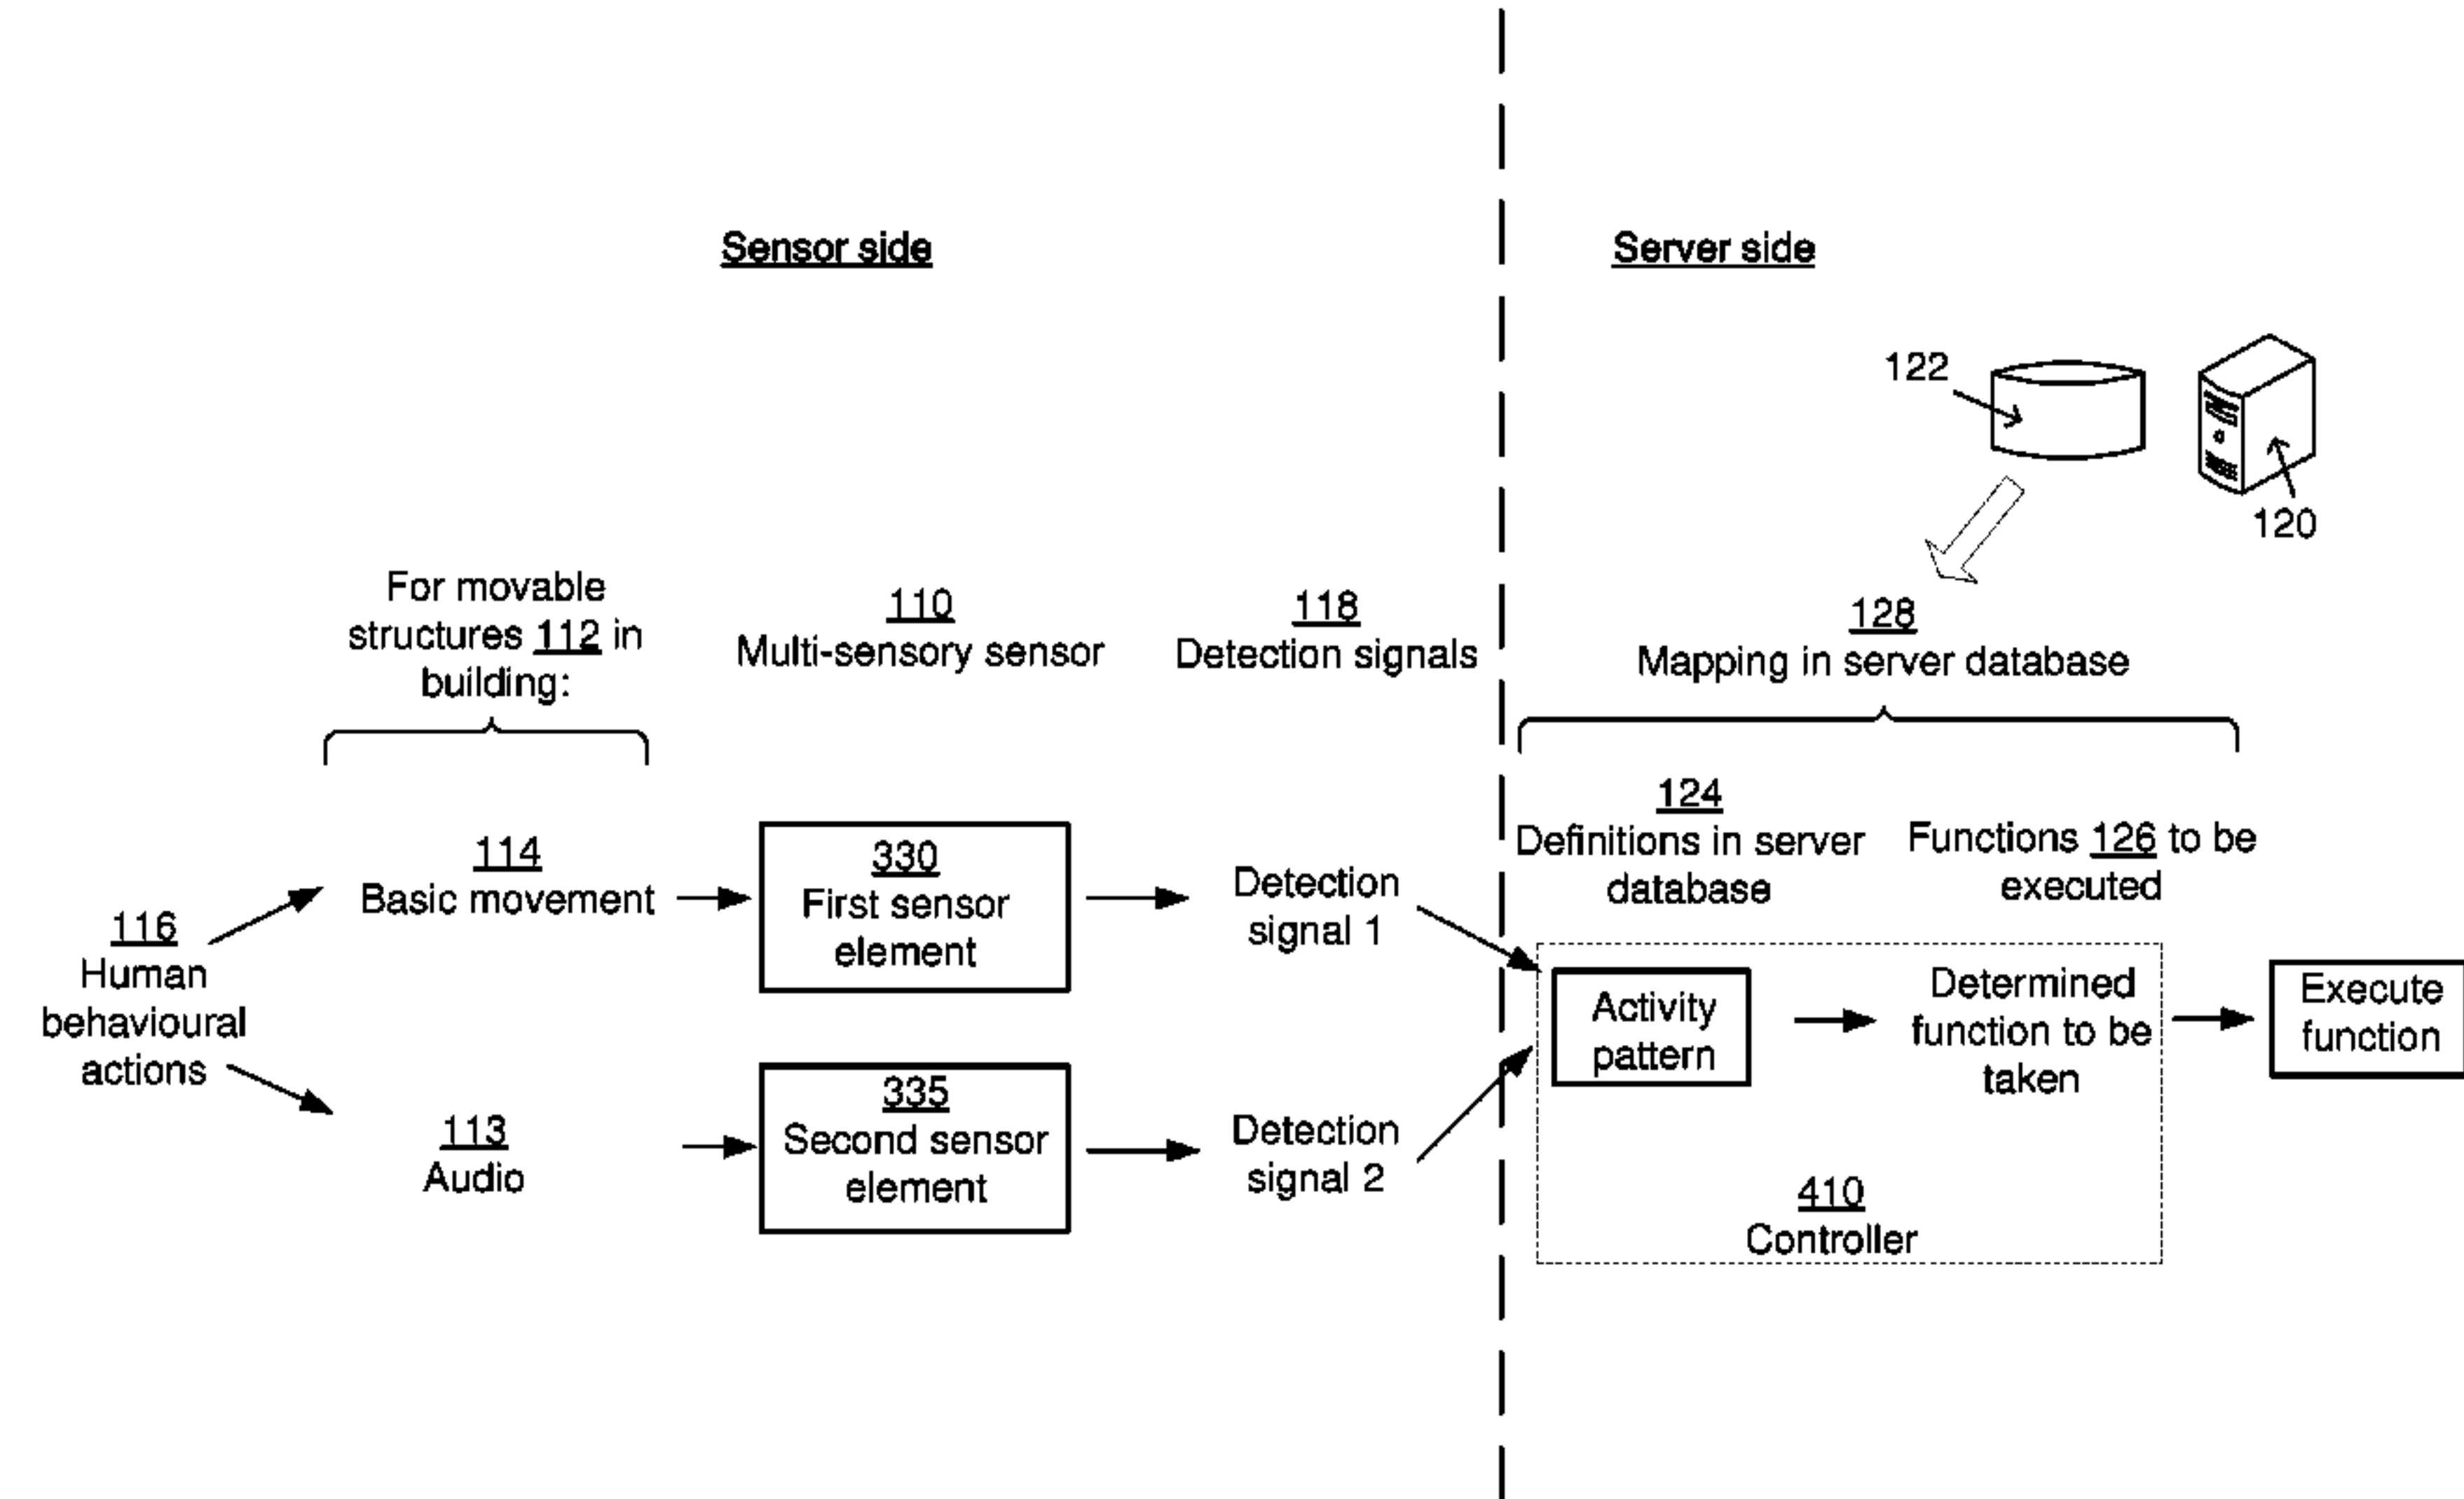 Sensor side
Server side
122
120
For movable
structures 112 in
building:
110
Multi-sensory sensor
118
Detection signals
128
Mapping in server database
124
Definitions in server
database
Functions 126 to be
executed
116
Human
behavioural
actions
114
Basic movement
330
First sensor
element
Detection
signal 1
113
Audio
335
Second sensor
element
Detection
signal 2
Activity
pattern
Determined
function to be
taken
410
Controller
Execute
function